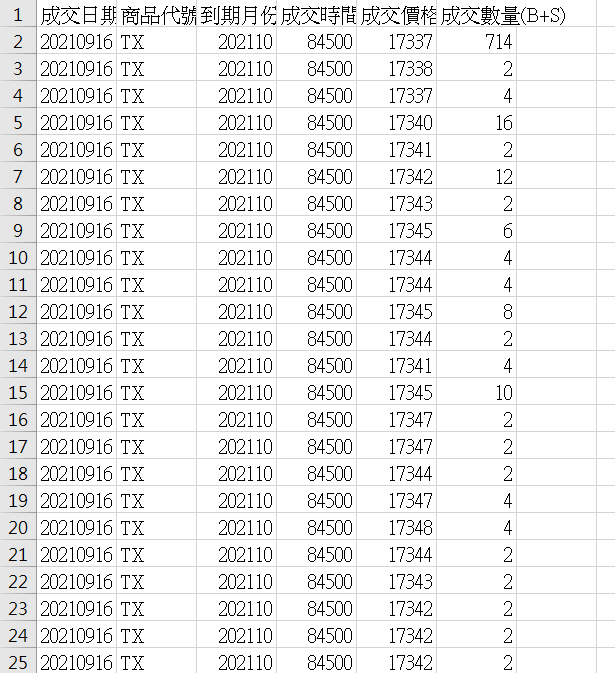 1 成交日期 商品代號 到期月份 成交時間 成交價格 成交數量(B+S)
2 20210916 TX 202110 84500 17337 714
3 20210916 TX 202110 84500 17338 2
4 20210916 TX 202110 84500 17337 4
5 20210916 TX 202110 84500 17340 16
6 20210916 TX 202110 84500 17341 2
7 20210916 TX 202110 84500 17342 12
8 20210916 TX 202110 84500 17343 2
9 20210916 TX 202110 84500 17345 6
10 20210916 TX 202110 84500 17344 4
11 20210916 TX 202110 84500 17344 4
12 20210916 TX 202110 84500 17345 8
13 20210916 TX 202110 84500 17344 2
14 20210916 TX 202110 84500 17341 4
15 20210916 TX 202110 84500 17345 10
16 20210916 TX 202110 84500 17347 2
17 20210916 TX 202110 84500 17347 2
18 20210916 TX 202110 84500 17344 2
19 20210916 TX 202110 84500 17347 4
20 20210916 TX 202110 84500 17348 4
21 20210916 TX 202110 84500 17344 2
22 20210916 TX 202110 84500 17343 2
23 20210916 TX 202110 84500 17342 2
24 20210916 TX 202110 84500 17342 2
25 20210916 TX 202110 84500 17342 2